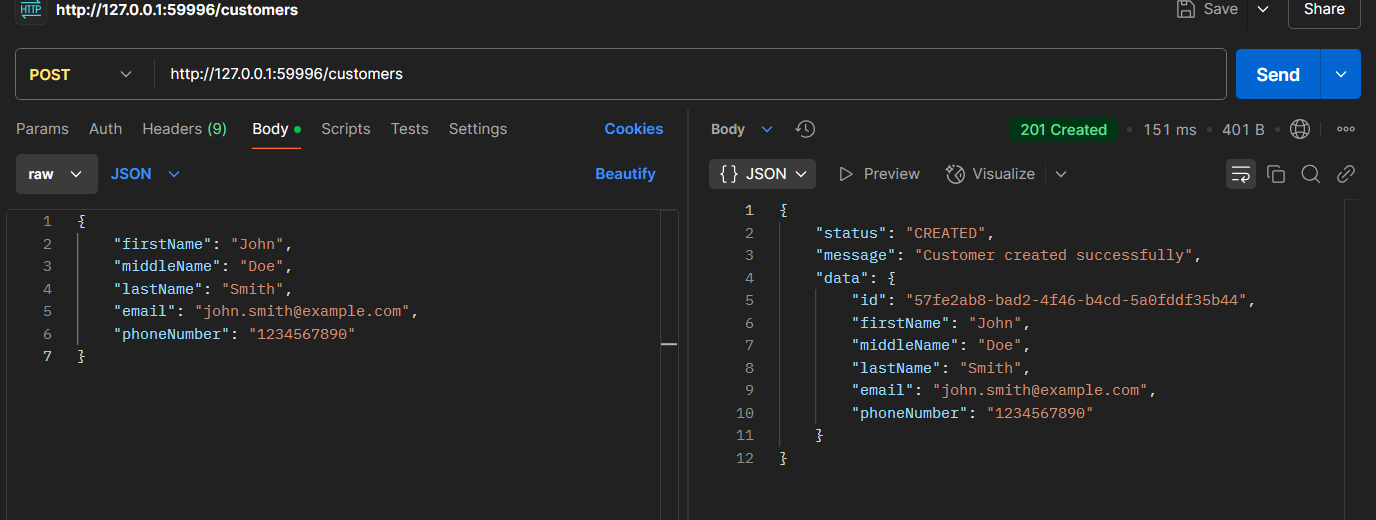 HTTP http://127.0.0.1:59996/customers Save Share
POST http://127.0.0.1:59996/customers Send
Params Auth Headers (9) Body Scripts Tests Settings Cookies
raw JSON Beautify
1 {
2 "firstName": "John",
3 "middleName": "Doe",
4 "lastName": "Smith",
5 "email": "john.smith@example.com",
6 "phoneNumber": "1234567890"
7 }
Body 201 Created • 151 ms • 401 B •
{} JSON Preview Visualize
1 {
2 "status": "CREATED",
3 "message": "Customer created successfully",
4 "data": {
5 "id": "57fe2ab8-bad2-4f46-b4cd-5a0fddf35b44",
6 "firstName": "John",
7 "middleName": "Doe",
8 "lastName": "Smith",
9 "email": "john.smith@example.com",
10 "phoneNumber": "1234567890"
11 }
12 }